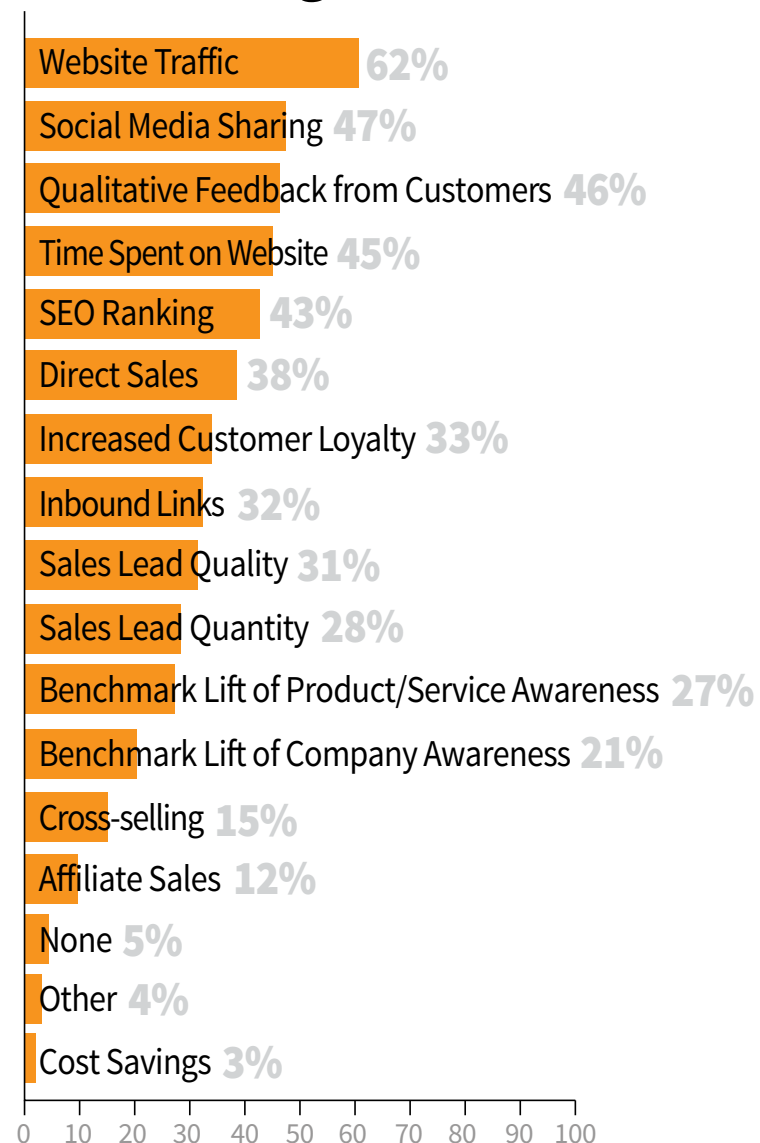 Website Traffic 62%
Social Media Sharing 47%
Qualitative Feedback from Customers 46%
Time Spent on Website 45%
SEO Ranking 43%
Direct Sales 38%
Increased Customer Loyalty 33%
Inbound Links 32%
Sales Lead Quality 31%
Sales Lead Quantity 28%
Benchmark Lift of Product/Service Awareness 27%
Benchmark Lift of Company Awareness 21%
Cross-selling 15%
Affiliate Sales 12%
None 5%
Other 4%
Cost Savings 3%
0 10 20 30 40 50 60 70 80 90 100